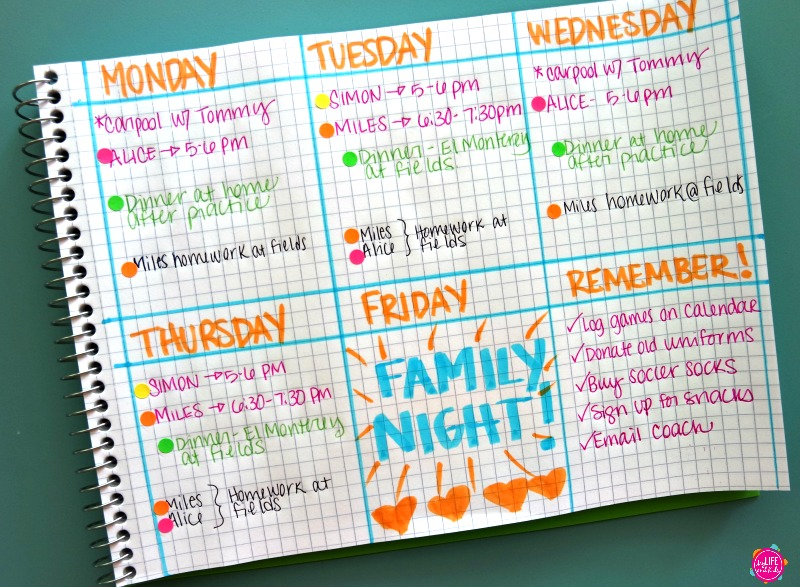 MONDAY
*carpool w/ Tommy
ALICE → 5-6 pm
Dinner at home
after practice
Miles homework at fields
TUESDAY
SIMON → 5-6 pm
MILES → 6:30-7:30pm
Dinner - El Monterey
at fields
Miles } Homework at
Alice } fields
WEDNESDAY
*carpool w/ Tommy
ALICE - 5-6 pm
Dinner at home
after practice
Miles homework @ fields
THURSDAY
SIMON → 5-6 pm
MILES → 6:30-7:30 pm
Dinner - El Monterey
at fields
Miles } Homework at
Alice } fields
FRIDAY
FAMILY
NIGHT!
REMEMBER!
✓Log games on calendar
✓Donate old uniforms
✓Buy soccer socks
✓Sign up for snacks
✓Email coach
LIFE